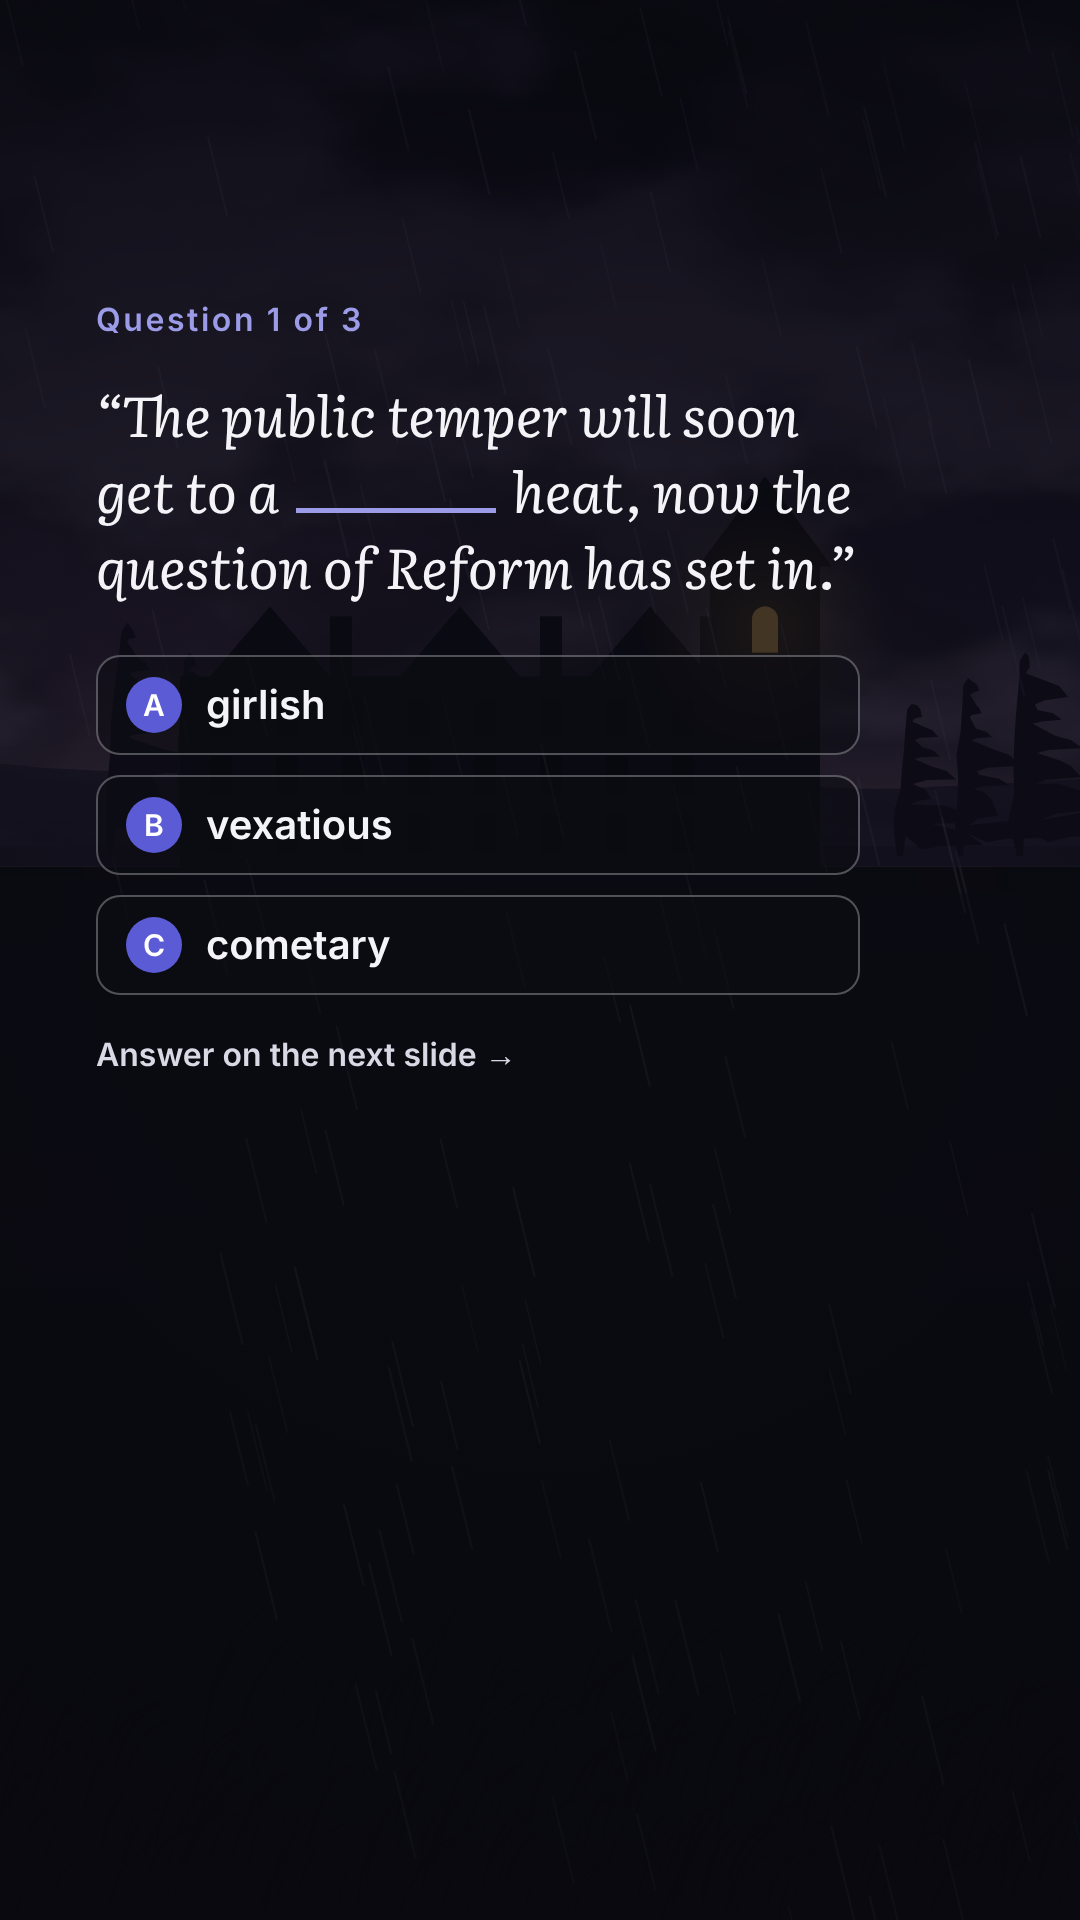 Question 1 of 3
“The public temper will soon
get to a ________ heat, now the
question of Reform has set in.”
A girlish
B vexatious
C cometary
Answer on the next slide →